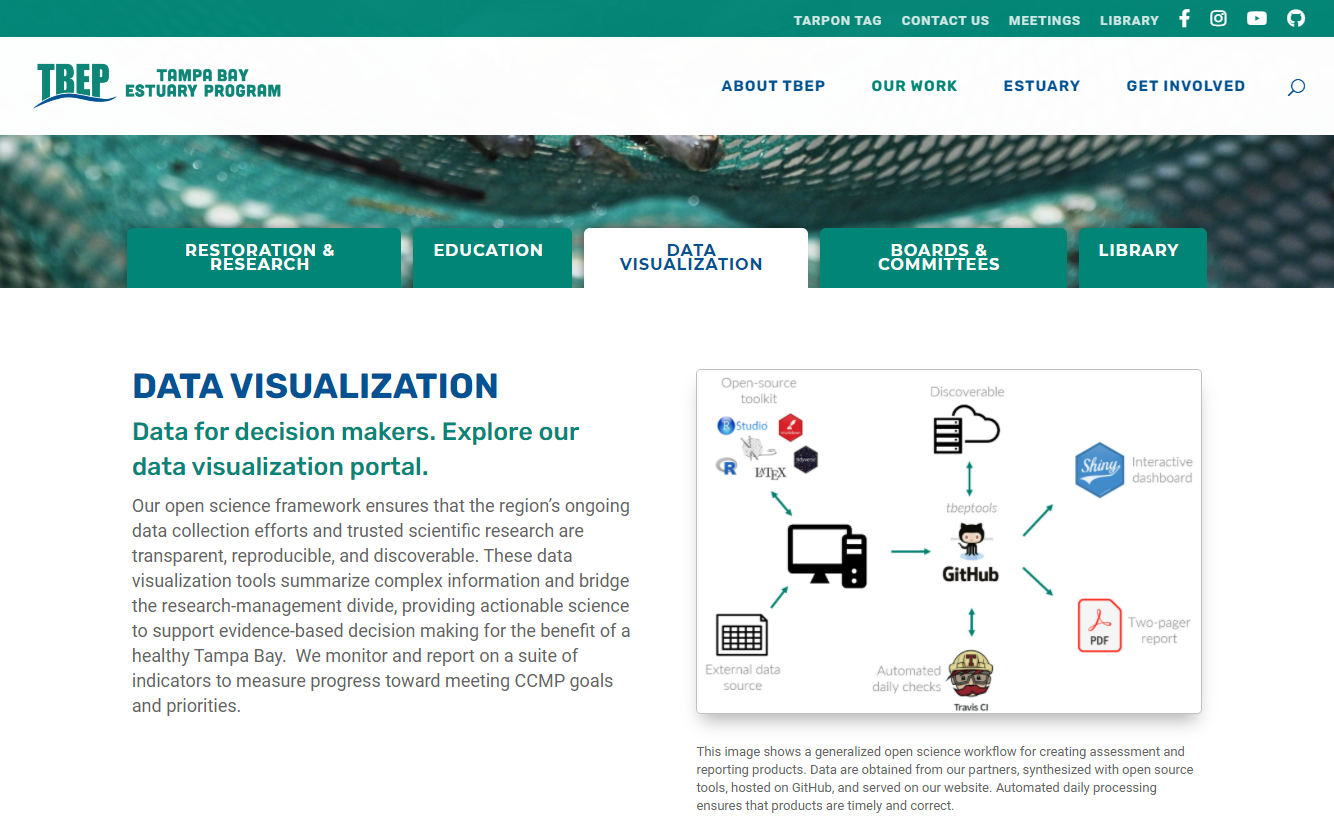 TARPON TAG CONTACT US MEETINGS LIBRARY
TBEP TAMPA BAY
ESTUARY PROGRAM
ABOUT TBEP OUR WORK ESTUARY GET INVOLVED
RESTORATION &
RESEARCH
EDUCATION
DATA
VISUALIZATION
BOARDS &
COMMITTEES
LIBRARY
DATA VISUALIZATION
Data for decision makers. Explore our
data visualization portal.
Our open science framework ensures that the region’s ongoing
data collection efforts and trusted scientific research are
transparent, reproducible, and discoverable. These data
visualization tools summarize complex information and bridge
the research-management divide, providing actionable science
to support evidence-based decision making for the benefit of a
healthy Tampa Bay.  We monitor and report on a suite of
indicators to measure progress toward meeting CCMP goals
and priorities.
Open-source
toolkit
R Studio
R
LATEX
External data
source
Discoverable
tbeptools
GitHub
Automated
daily checks
T
Travis CI
Shiny
Interactive
dashboard
PDF
Two-pager
report
This image shows a generalized open science workflow for creating assessment and
reporting products. Data are obtained from our partners, synthesized with open source
tools, hosted on GitHub, and served on our website. Automated daily processing
ensures that products are timely and correct.